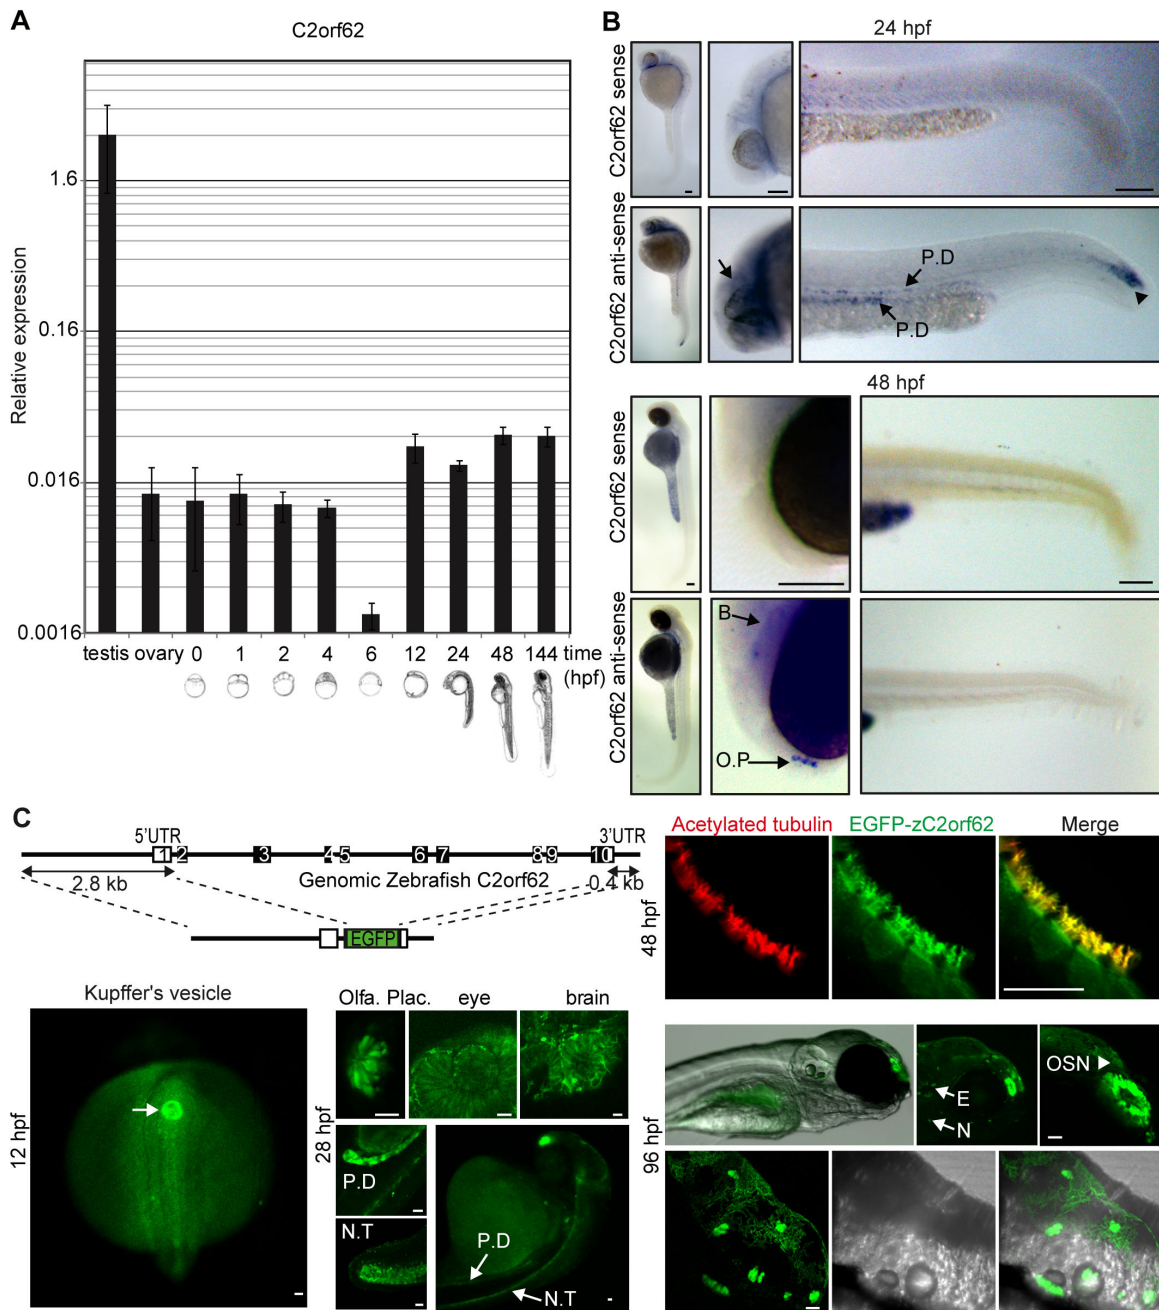 A
C2orf62
Relative expression
1.6
0.16
0.016
0.0016
testis ovary 0 1 2 4 6 12 24 48 144 time
(hpf)
B
24 hpf
C2orf62 sense
C2orf62 anti-sense
P.D
P.D
48 hpf
C2orf62 sense
C2orf62 anti-sense
B
O.P
C
5'UTR
3'UTR
1 2 3 4 5 6 7 8 9 10
2.8 kb
Genomic Zebrafish C2orf62
0.4 kb
EGFP
Acetylated tubulin
EGFP-zC2orf62
Merge
48 hpf
Kupffer's vesicle
12 hpf
Olfa. Plac.
eye
brain
28 hpf
P.D
N.T
P.D
N.T
96 hpf
E
N
OSN